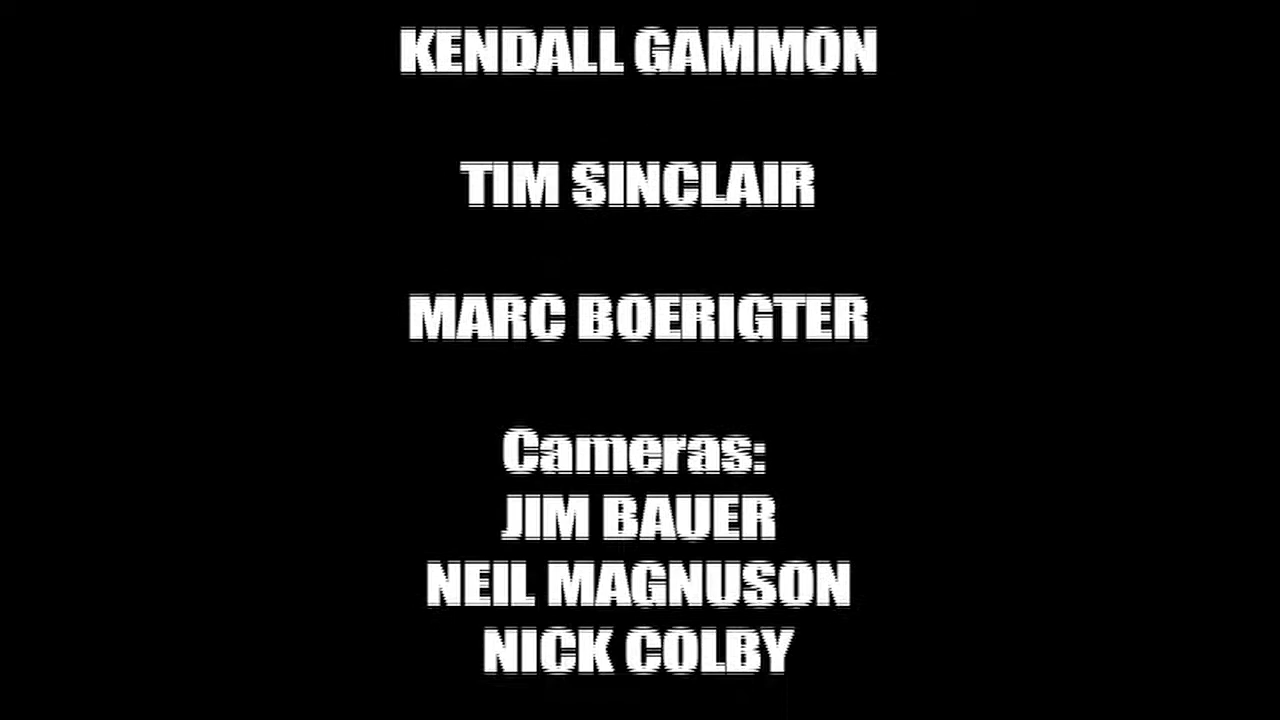 KENDALL GAMMON
TIM SINCLAIR
MARC BOERIGTER
Cameras:
JIM BAUER
NEIL MAGNUSON
NICK COLBY